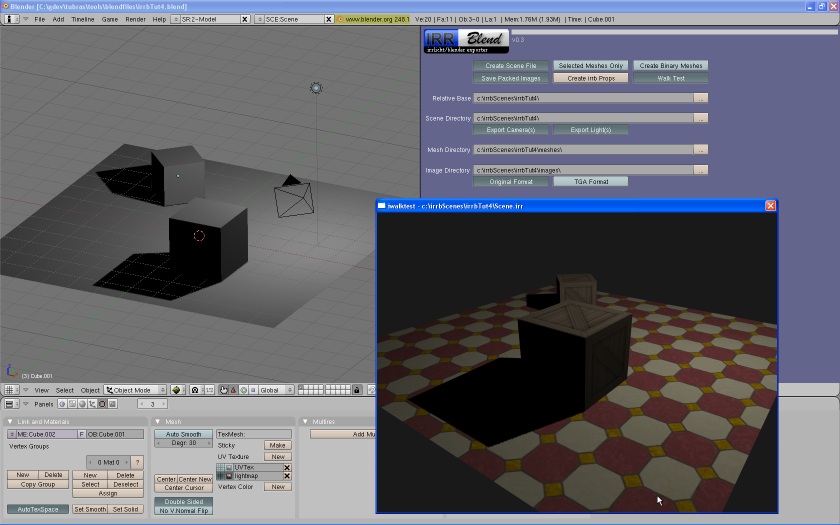 Blender [C:\gdev\tubras\tools\blendfiles\irrbTut4.blend]
File Add Timeline Game Render Help SR:2-Model SCE:Scene www.blender.org 246.1 Ve:20 | Fa:11 | Ob:3-0 | La:1 | Mem:1.76M (1.93M) | Time: | Cube.001
IRR Blend v0.3
irrlicht/blender exporter
Create Scene File Selected Meshes Only Create Binary Meshes
Save Packed Images Create irrb Props Walk Test
Relative Base c:\irrbScenes\irrbTut4\ ...
Scene Directory c:\irrbScenes\irrbTut4\ ...
Export Camera(s) Export Light(s)
Mesh Directory c:\irrbScenes\irrbTut4\meshes\ ...
Image Directory c:\irrbScenes\irrbTut4\images\ ...
Original Format TGA Format
iwalktest - c:\irrbScenes\irrbTut4\Scene.irr
(3) Cube.001
View Select Object Object Mode Global
Panels 3
Link and Materials
ME:Cube.002 F OB:Cube.001
Vertex Groups
0 Mat 0 ?
New Delete New Delete
Copy Group Select Deselect
Assign
AutoTexSpace Set Smooth Set Solid
Mesh
Auto Smooth
Degr: 30
Center Center New
Center Cursor
Double Sided
No V.Normal Flip
TexMesh:
Sticky Make
UV Texture New
UVTex
lightmap
Vertex Color New
Multires
Add Mu